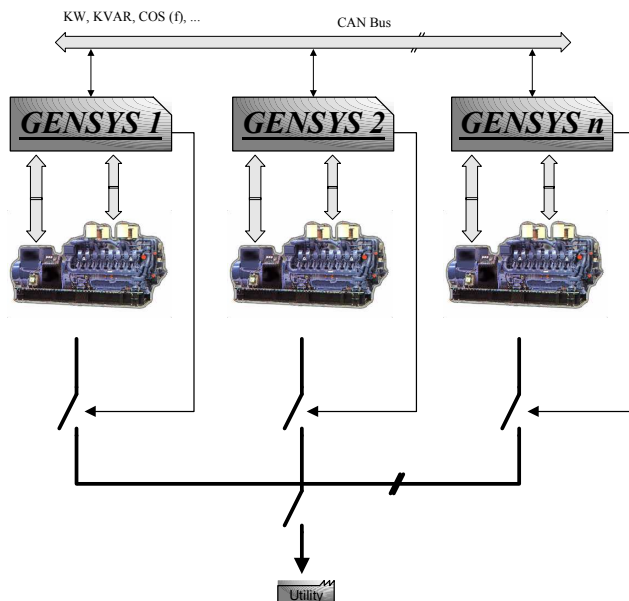 KW, KVAR, COS (f), ...
CAN Bus
GENSYS 1
GENSYS 2
GENSYS n
Utility